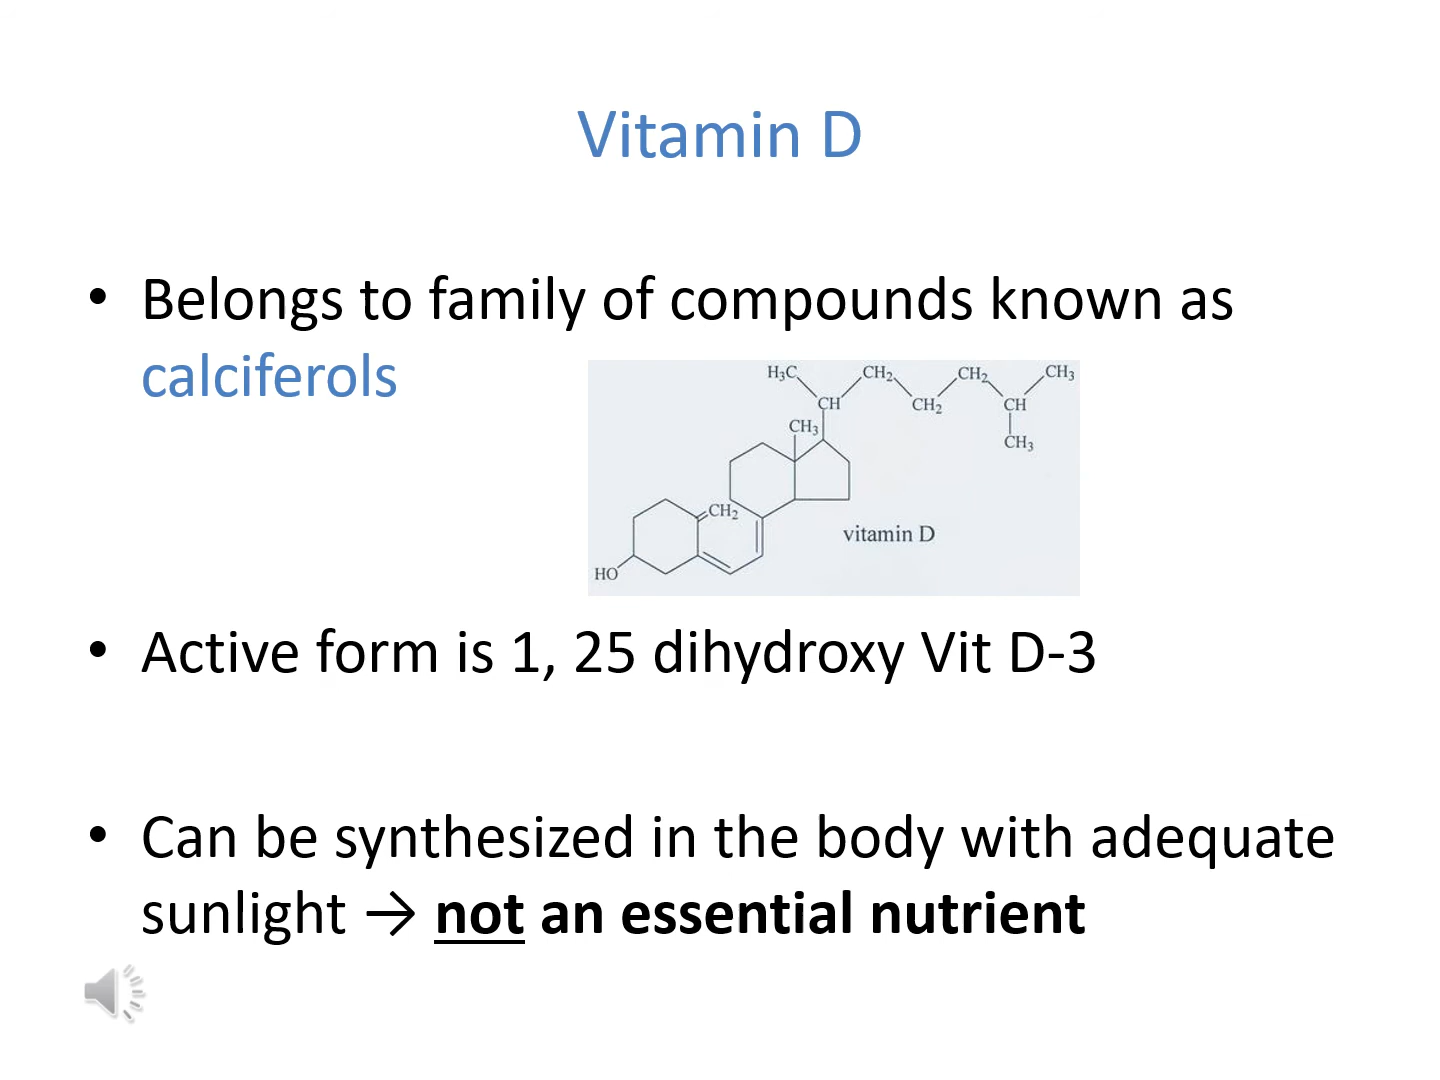 Vitamin D
• Belongs to family of compounds known as
calciferols
H₃C
CH₂
CH₂
CH₃
CH
CH₂
CH
CH₃
CH₃
CH₂
vitamin D
HO
• Active form is 1, 25 dihydroxy Vit D-3
• Can be synthesized in the body with adequate
sunlight → not an essential nutrient